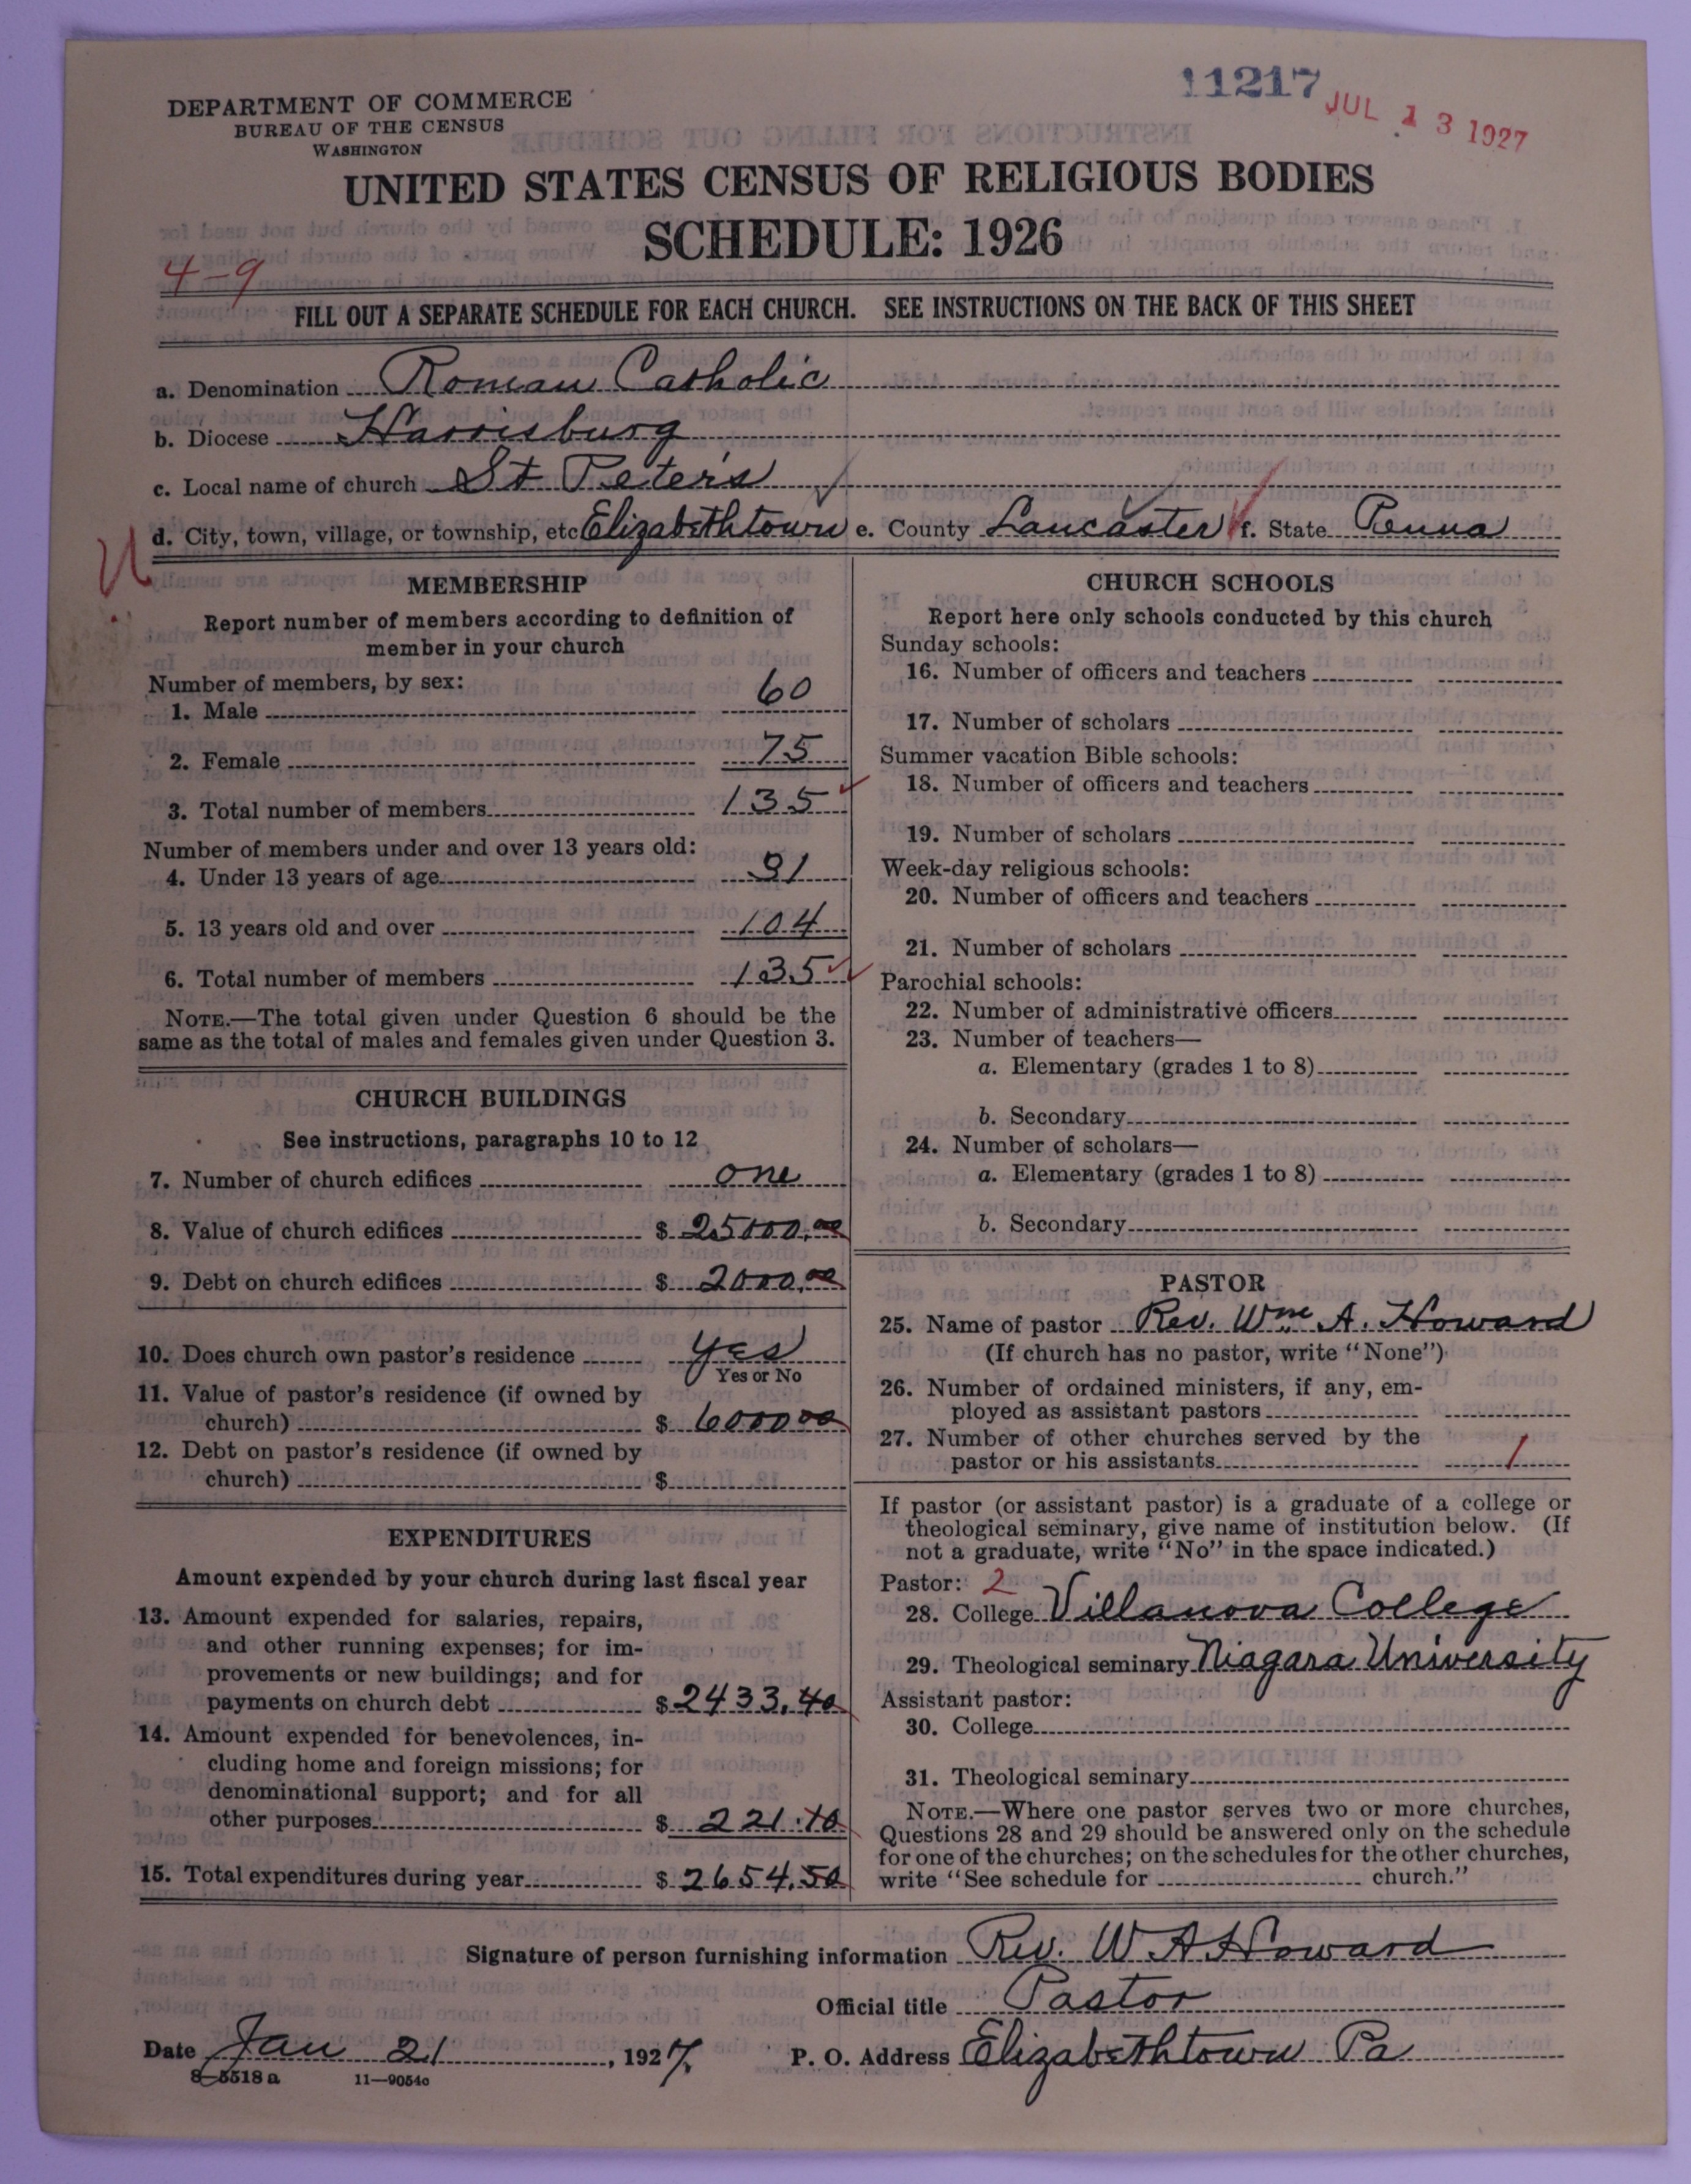 11217
JUL 13 1927
DEPARTMENT OF COMMERCE
BUREAU OF THE CENSUS
WASHINGTON
UNITED STATES CENSUS OF RELIGIOUS BODIES
SCHEDULE: 1926
4-9
FILL OUT A SEPARATE SCHEDULE FOR EACH CHURCH. SEE INSTRUCTIONS ON THE BACK OF THIS SHEET
a. Denomination Roman Catholic
b. Diocese Harrisburg
c. Local name of church St Peter's
d. City, town, village, or township, etc Elizabethtown e. County Lancaster f. State Penna
MEMBERSHIP
Report number of members according to definition of
member in your church
Number of members, by sex:
1. Male 60
2. Female 75
3. Total number of members 135
Number of members under and over 13 years old:
4. Under 13 years of age 31
5. 13 years old and over 104
6. Total number of members 135
NOTE.—The total given under Question 6 should be the
same as the total of males and females given under Question 3.
CHURCH BUILDINGS
See instructions, paragraphs 10 to 12
7. Number of church edifices one
8. Value of church edifices $ 25000.00
9. Debt on church edifices $ 2000.00
10. Does church own pastor's residence Yes
Yes or No
11. Value of pastor's residence (if owned by
church) $ 6000 00
12. Debt on pastor's residence (if owned by
church) $
EXPENDITURES
Amount expended by your church during last fiscal year
13. Amount expended for salaries, repairs,
and other running expenses; for im-
provements or new buildings; and for
payments on church debt $ 2433.40
14. Amount expended for benevolences, in-
cluding home and foreign missions; for
denominational support; and for all
other purposes $ 221.10
15. Total expenditures during year $ 2654.50
CHURCH SCHOOLS
Report here only schools conducted by this church
Sunday schools:
16. Number of officers and teachers
17. Number of scholars
Summer vacation Bible schools:
18. Number of officers and teachers
19. Number of scholars
Week-day religious schools:
20. Number of officers and teachers
21. Number of scholars
Parochial schools:
22. Number of administrative officers
23. Number of teachers—
a. Elementary (grades 1 to 8)
b. Secondary
24. Number of scholars—
a. Elementary (grades 1 to 8)
b. Secondary
PASTOR
25. Name of pastor Rev. Wm A. Howard
(If church has no pastor, write "None")
26. Number of ordained ministers, if any, em-
ployed as assistant pastors
27. Number of other churches served by the
pastor or his assistants 1
If pastor (or assistant pastor) is a graduate of a college or
theological seminary, give name of institution below. (If
not a graduate, write "No" in the space indicated.)
Pastor: 2
28. College Villanova College
29. Theological seminary Niagara University
Assistant pastor:
30. College
31. Theological seminary
NOTE.—Where one pastor serves two or more churches,
Questions 28 and 29 should be answered only on the schedule
for one of the churches; on the schedules for the other churches,
write "See schedule for church."
Signature of person furnishing information Rev. W A Howard
Official title Pastor
Date Jan 21, 1927. P. O. Address Elizabethtown Pa
8—5518 a 11—9054c